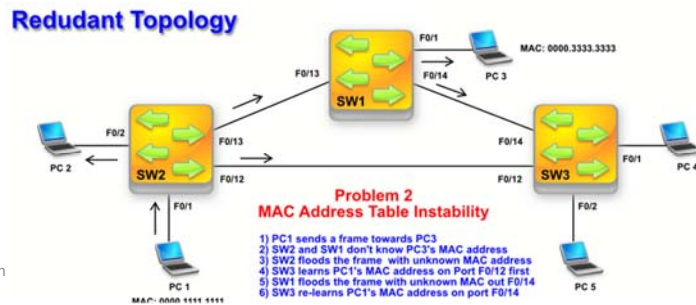 Redudant Topology
F0/1
MAC: 0000.3333.3333
PC 3
F0/13
F0/14
SW1
F0/2
PC 2
F0/13
F0/14
F0/1
PC 4
SW2
F0/12
F0/12
SW3
F0/1
F0/2
Problem 2
MAC Address Table Instability
1) PC1 sends a frame towards PC3
2) SW2 and SW1 don't know PC3's MAC address
3) SW2 floods the frame with unknown MAC address
4) SW3 learns PC1's MAC address on Port F0/12 first
5) SW1 floods the frame with unknown MAC out F0/14
6) SW3 re-learns PC1's MAC address on port F0/14
PC 1
PC 5
MAC: 0000.1111.1111